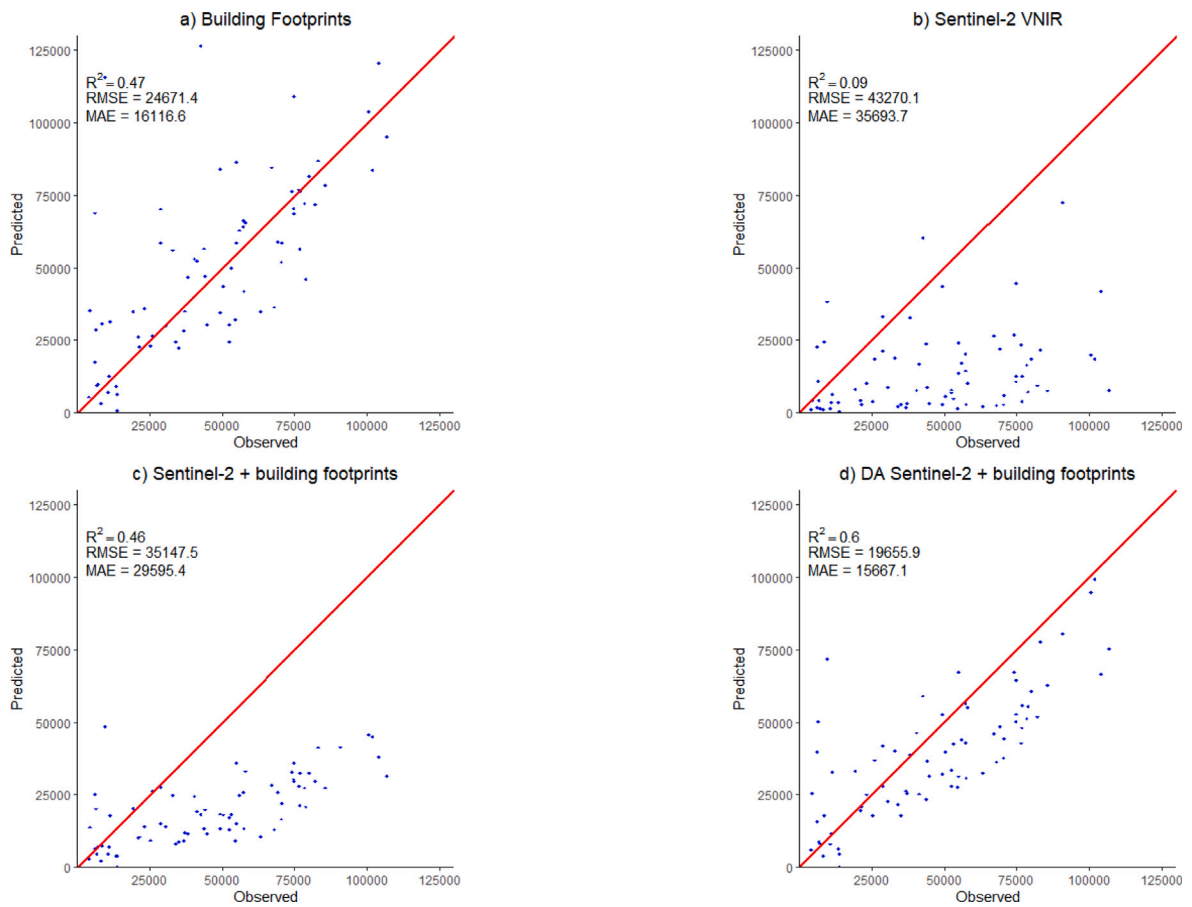 a) Building Footprints
125000
100000
75000
50000
25000
0
R² = 0.47
RMSE = 24671.4
MAE = 16116.6
Predicted
25000 50000 75000 100000 125000
Observed
b) Sentinel-2 VNIR
125000
100000
75000
50000
25000
0
R² = 0.09
RMSE = 43270.1
MAE = 35693.7
Predicted
25000 50000 75000 100000 125000
Observed
c) Sentinel-2 + building footprints
125000
100000
75000
50000
25000
0
R² = 0.46
RMSE = 35147.5
MAE = 29595.4
Predicted
25000 50000 75000 100000 125000
Observed
d) DA Sentinel-2 + building footprints
125000
100000
75000
50000
25000
0
R² = 0.6
RMSE = 19655.9
MAE = 15667.1
Predicted
25000 50000 75000 100000 125000
Observed